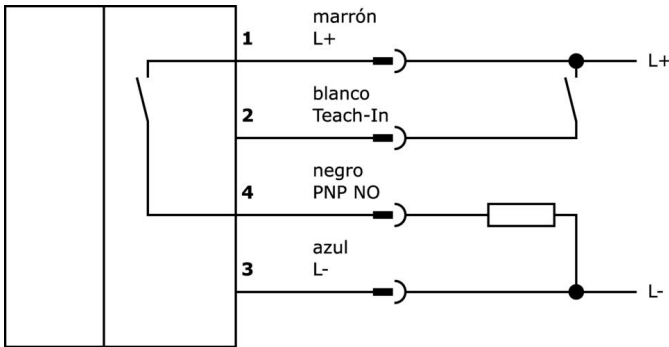 marrón
1 L+ L+
blanco
2 Teach-In
negro
4 PNP NO
azul
3 L- L-